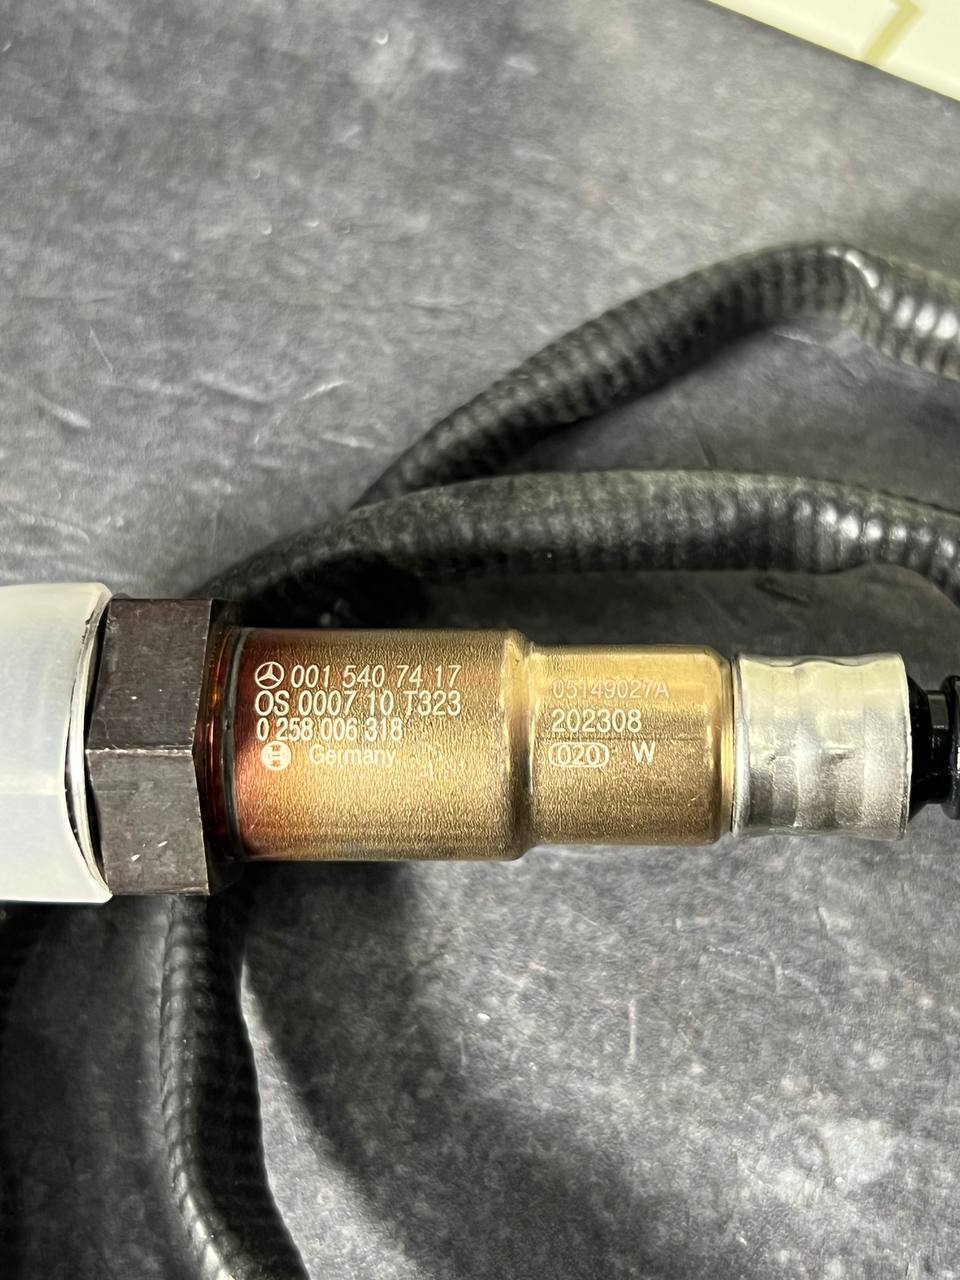 001 540 74 17
OS 0007 10 T323
0 258 006 318
Germany
05149027A
202308
020 W